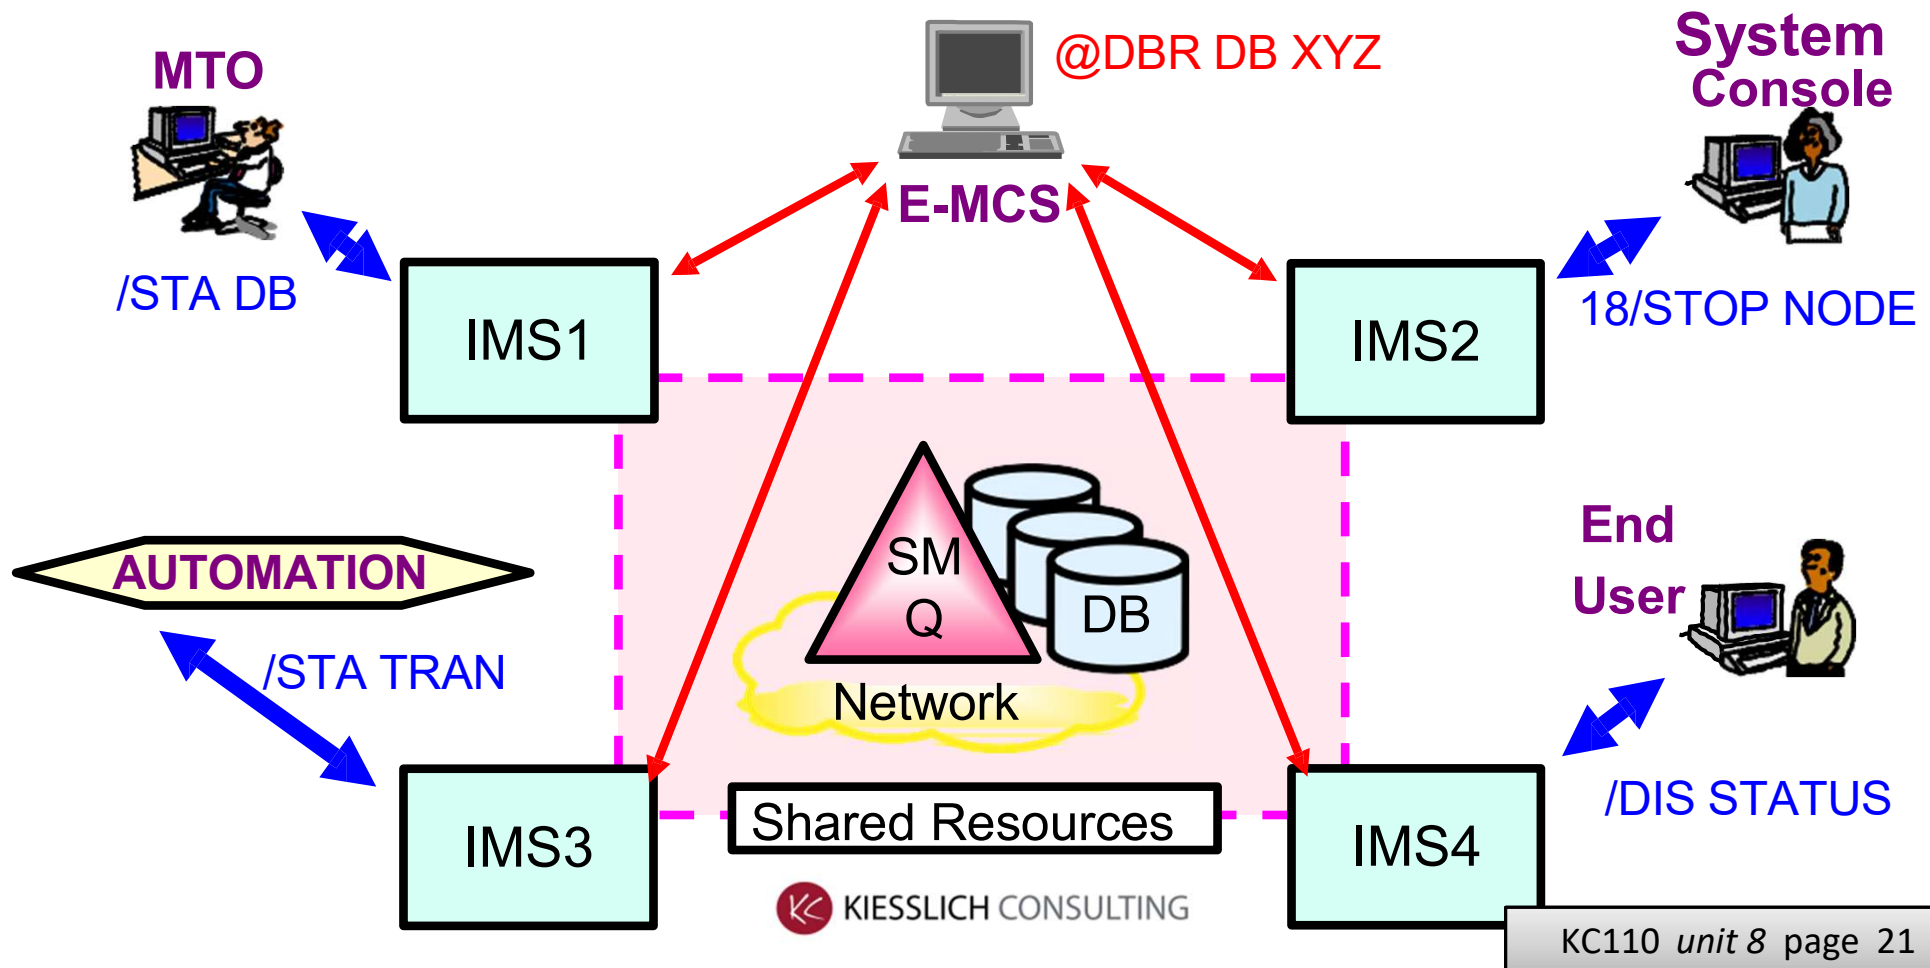 MTO
@DBR DB XYZ
System
Console
E-MCS
/STA DB
18/STOP NODE
IMS1
IMS2
AUTOMATION
/STA TRAN
SM
Q
DB
Network
End
User
/DIS STATUS
Shared Resources
IMS3
IMS4
KC KIESSLICH CONSULTING
KC110 unit 8 page 21